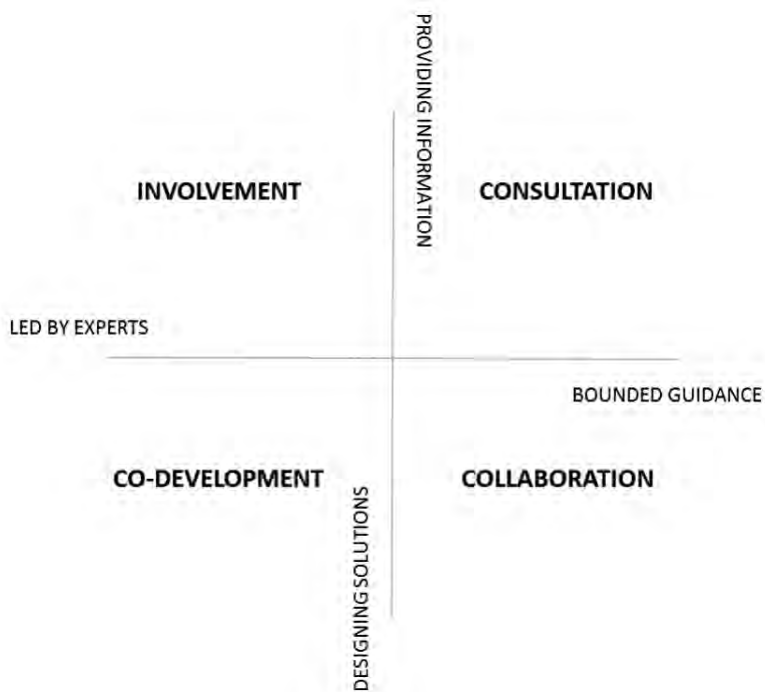 PROVIDING INFORMATION
INVOLVEMENT
CONSULTATION
LED BY EXPERTS
BOUNDED GUIDANCE
CO-DEVELOPMENT
COLLABORATION
DESIGNING SOLUTIONS